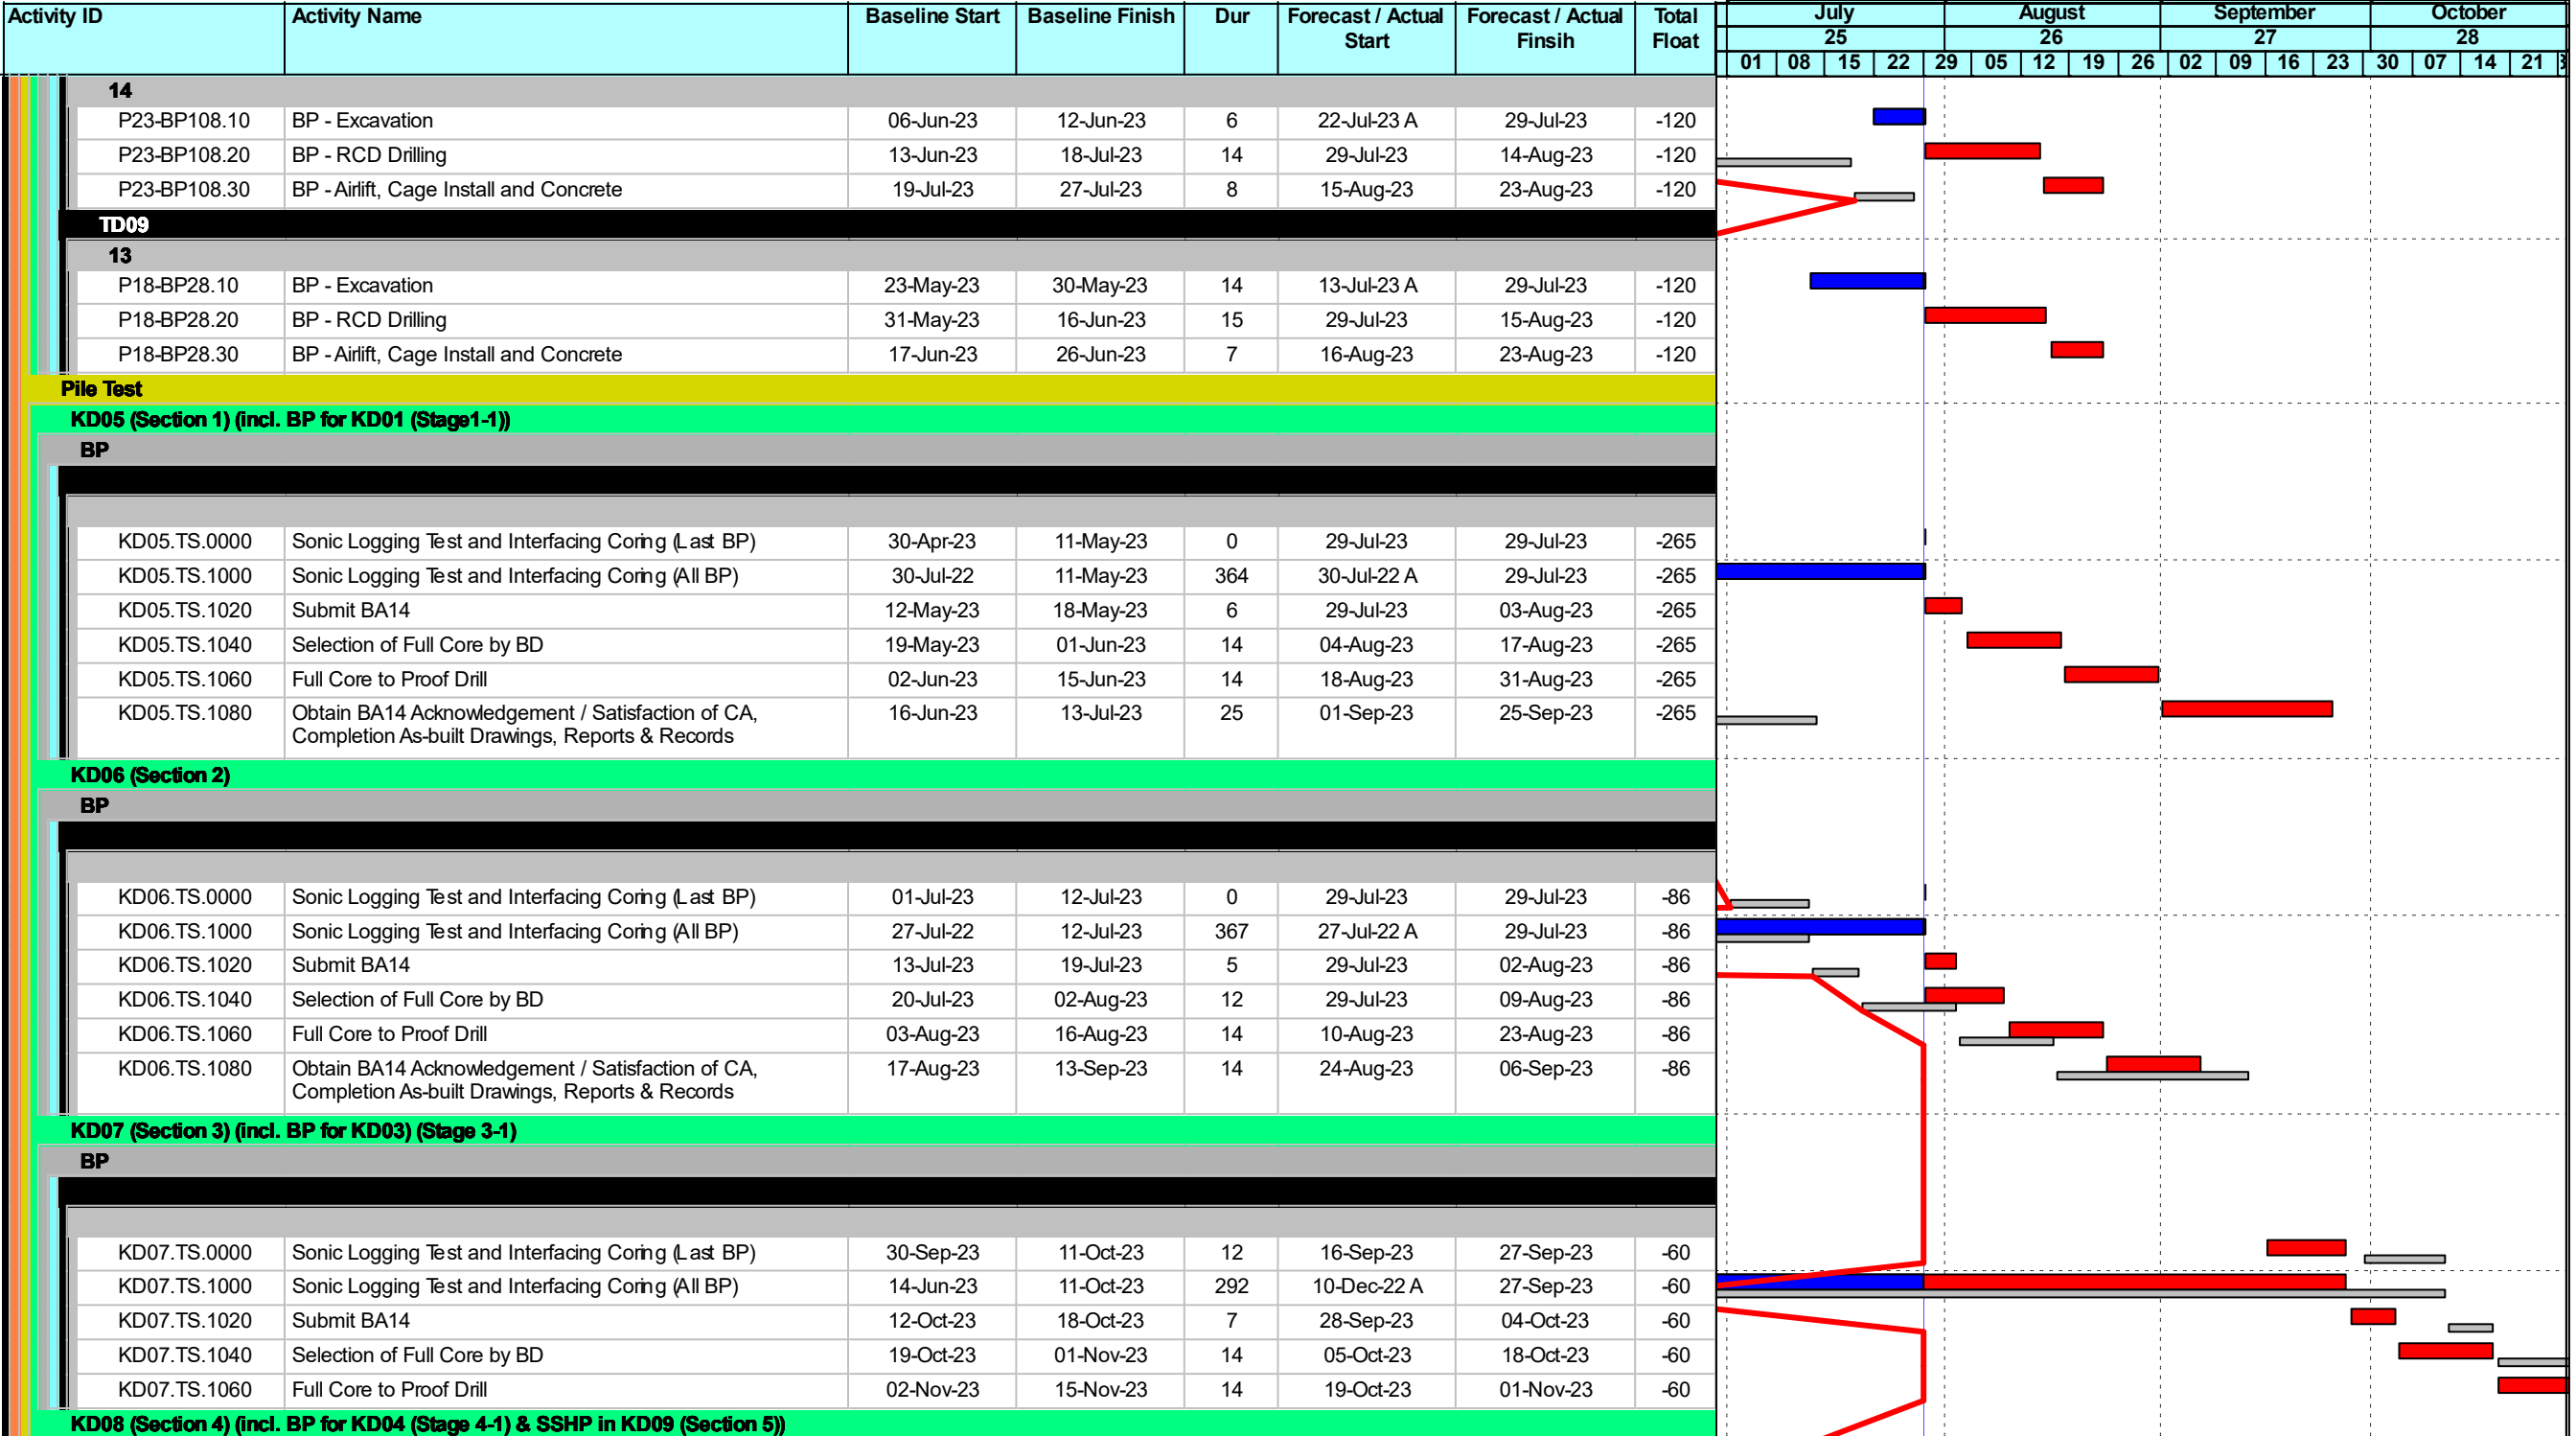 Activity ID Activity Name Baseline Start Baseline Finish Dur Forecast / Actual Start Forecast / Actual Finsih Total Float July August September October
25 26 27 28
01 08 15 22 29 05 12 19 26 02 09 16 23 30 07 14 21
14
P23-BP108.10 BP - Excavation 06-Jun-23 12-Jun-23 6 22-Jul-23 A 29-Jul-23 -120
P23-BP108.20 BP - RCD Drilling 13-Jun-23 18-Jul-23 14 29-Jul-23 14-Aug-23 -120
P23-BP108.30 BP - Airlift, Cage Install and Concrete 19-Jul-23 27-Jul-23 8 15-Aug-23 23-Aug-23 -120
TD09
13
P18-BP28.10 BP - Excavation 23-May-23 30-May-23 14 13-Jul-23 A 29-Jul-23 -120
P18-BP28.20 BP - RCD Drilling 31-May-23 16-Jun-23 15 29-Jul-23 15-Aug-23 -120
P18-BP28.30 BP - Airlift, Cage Install and Concrete 17-Jun-23 26-Jun-23 7 16-Aug-23 23-Aug-23 -120
Pile Test
KD05 (Section 1) (incl. BP for KD01 (Stage1-1))
BP
KD05.TS.0000 Sonic Logging Test and Interfacing Coring (Last BP) 30-Apr-23 11-May-23 0 29-Jul-23 29-Jul-23 -265
KD05.TS.1000 Sonic Logging Test and Interfacing Coring (All BP) 30-Jul-22 11-May-23 364 30-Jul-22 A 29-Jul-23 -265
KD05.TS.1020 Submit BA14 12-May-23 18-May-23 6 29-Jul-23 03-Aug-23 -265
KD05.TS.1040 Selection of Full Core by BD 19-May-23 01-Jun-23 14 04-Aug-23 17-Aug-23 -265
KD05.TS.1060 Full Core to Proof Drill 02-Jun-23 15-Jun-23 14 18-Aug-23 31-Aug-23 -265
KD05.TS.1080 Obtain BA14 Acknowledgement / Satisfaction of CA, 16-Jun-23 13-Jul-23 25 01-Sep-23 25-Sep-23 -265
Completion As-built Drawings, Reports & Records
KD06 (Section 2)
BP
KD06.TS.0000 Sonic Logging Test and Interfacing Coring (Last BP) 01-Jul-23 12-Jul-23 0 29-Jul-23 29-Jul-23 -86
KD06.TS.1000 Sonic Logging Test and Interfacing Coring (All BP) 27-Jul-22 12-Jul-23 367 27-Jul-22 A 29-Jul-23 -86
KD06.TS.1020 Submit BA14 13-Jul-23 19-Jul-23 5 29-Jul-23 02-Aug-23 -86
KD06.TS.1040 Selection of Full Core by BD 20-Jul-23 02-Aug-23 12 29-Jul-23 09-Aug-23 -86
KD06.TS.1060 Full Core to Proof Drill 03-Aug-23 16-Aug-23 14 10-Aug-23 23-Aug-23 -86
KD06.TS.1080 Obtain BA14 Acknowledgement / Satisfaction of CA, 17-Aug-23 13-Sep-23 14 24-Aug-23 06-Sep-23 -86
Completion As-built Drawings, Reports & Records
KD07 (Section 3) (incl. BP for KD03) (Stage 3-1)
BP
KD07.TS.0000 Sonic Logging Test and Interfacing Coring (Last BP) 30-Sep-23 11-Oct-23 12 16-Sep-23 27-Sep-23 -60
KD07.TS.1000 Sonic Logging Test and Interfacing Coring (All BP) 14-Jun-23 11-Oct-23 292 10-Dec-22 A 27-Sep-23 -60
KD07.TS.1020 Submit BA14 12-Oct-23 18-Oct-23 7 28-Sep-23 04-Oct-23 -60
KD07.TS.1040 Selection of Full Core by BD 19-Oct-23 01-Nov-23 14 05-Oct-23 18-Oct-23 -60
KD07.TS.1060 Full Core to Proof Drill 02-Nov-23 15-Nov-23 14 19-Oct-23 01-Nov-23 -60
KD08 (Section 4) (incl. BP for KD04 (Stage 4-1) & SSHP in KD09 (Section 5))